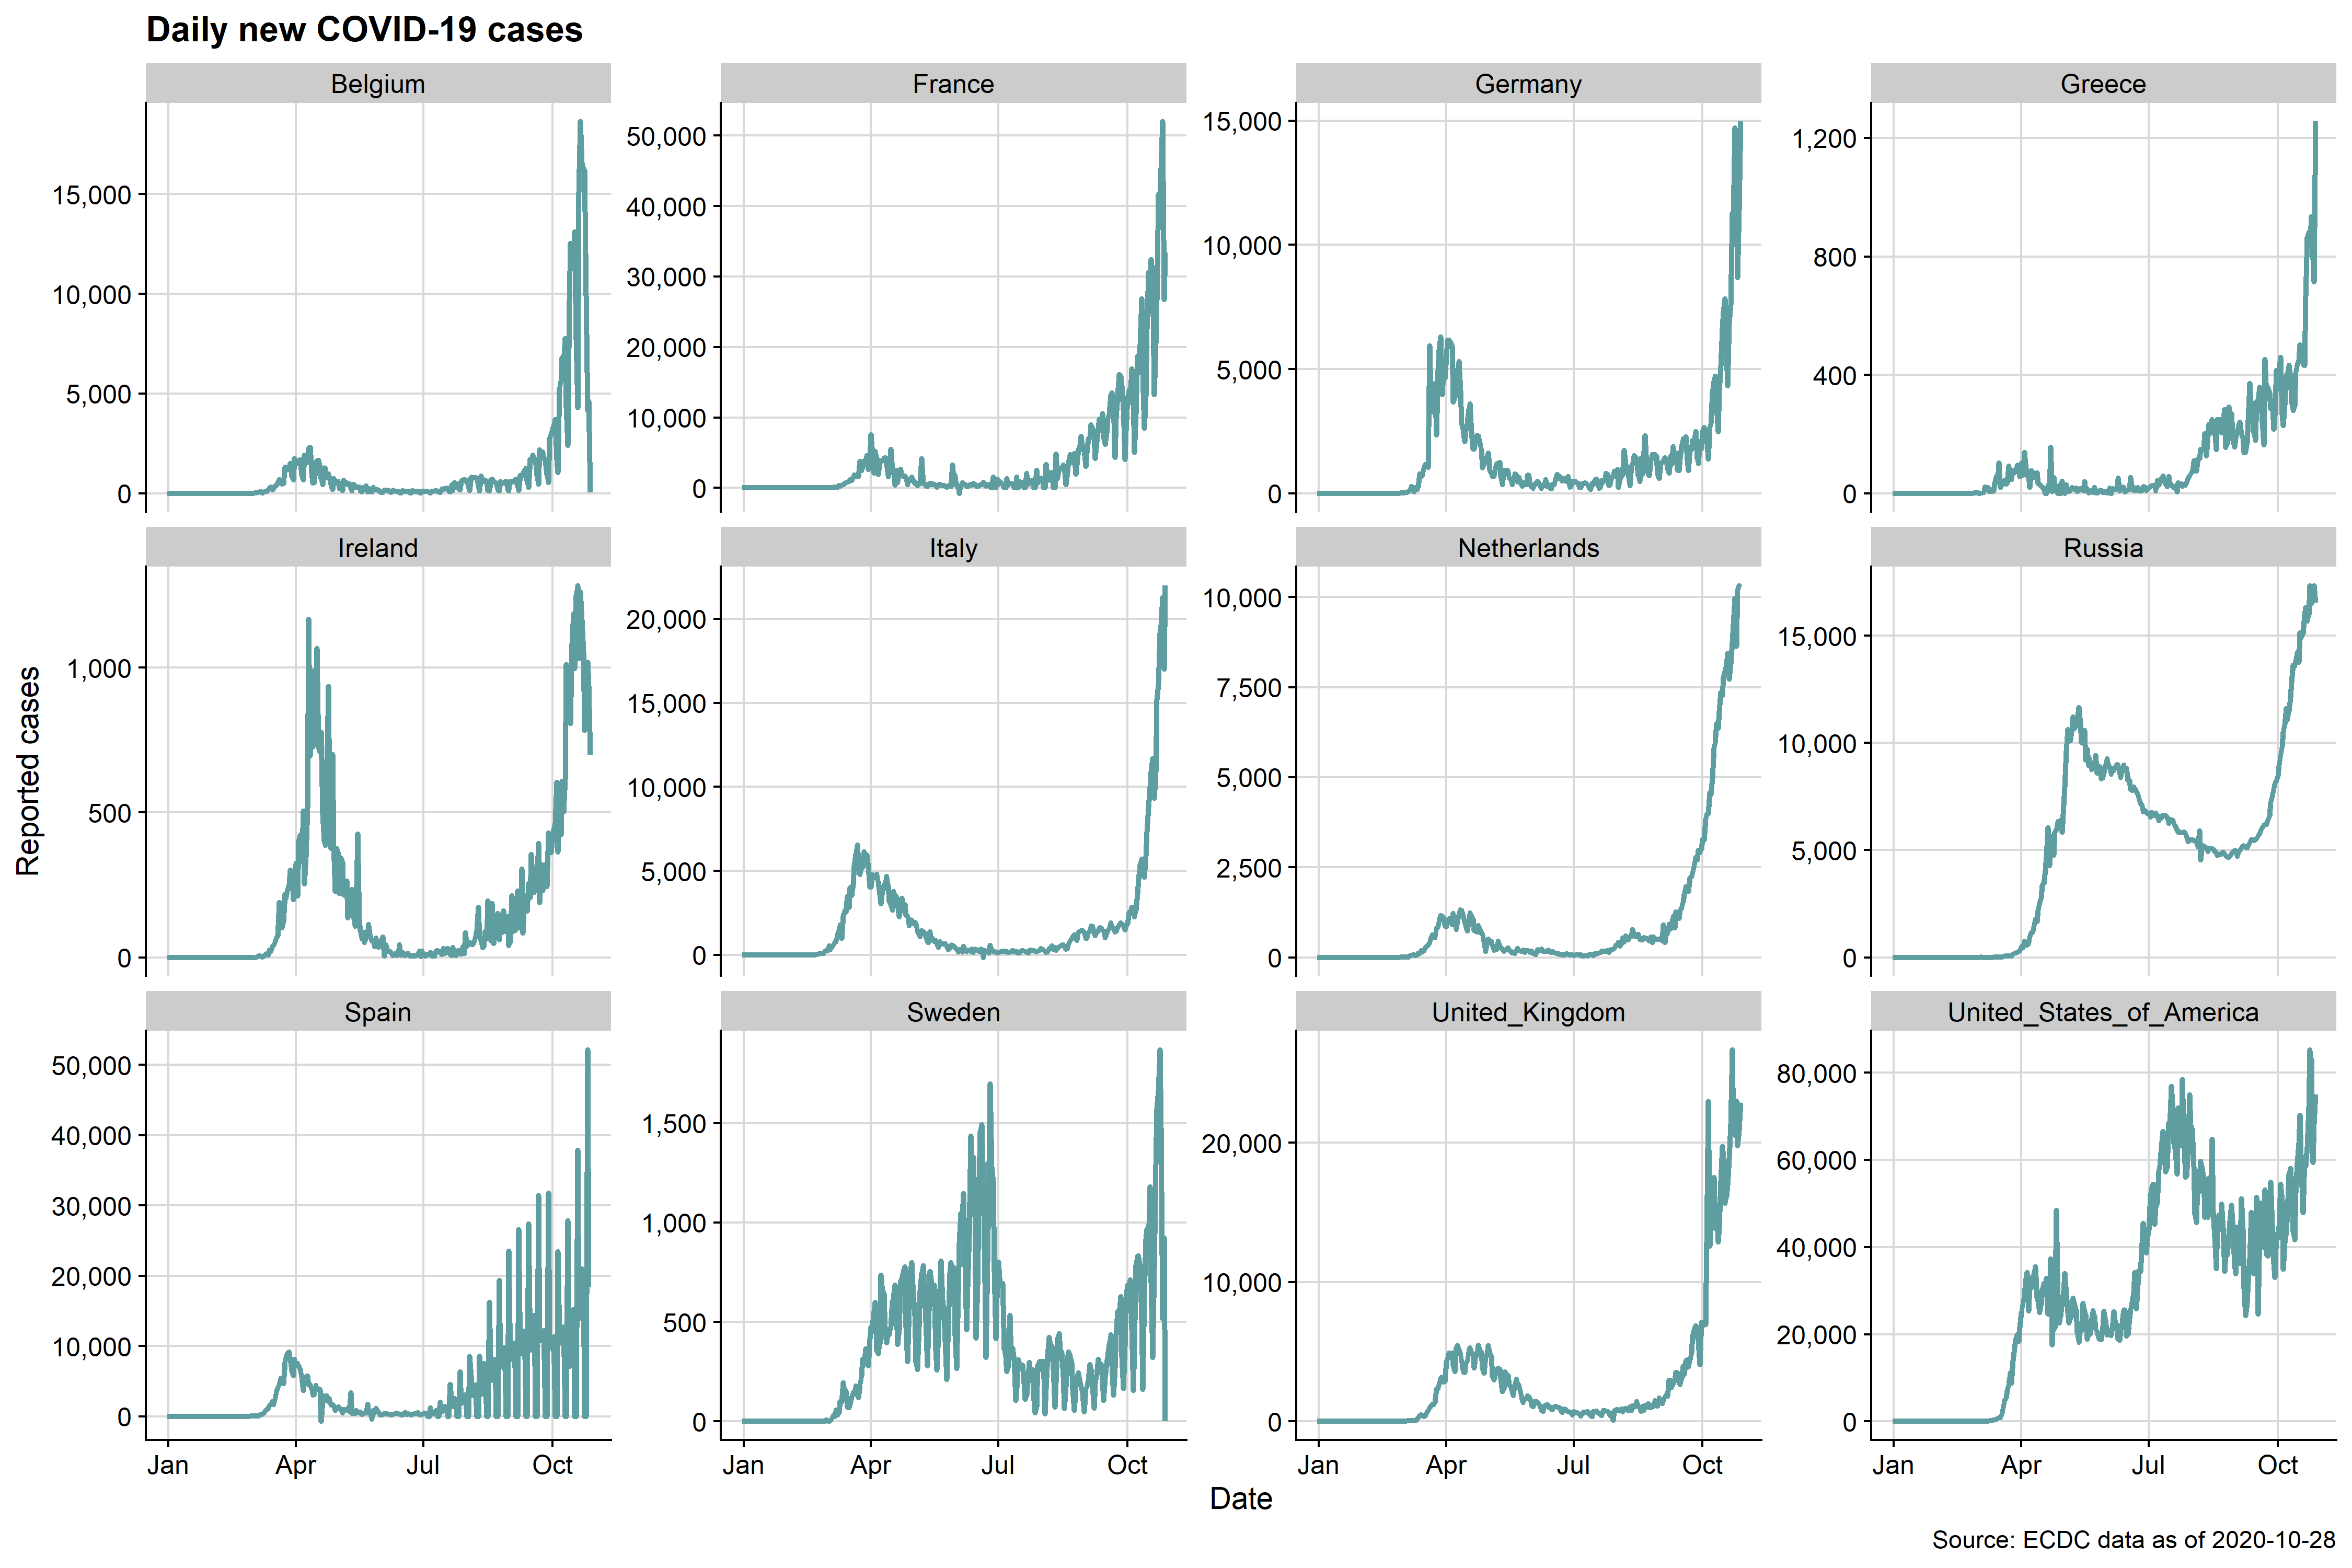 Daily new COVID-19 cases
Belgium
France
Germany
Greece
15,000
10,000
5,000
0
50,000
40,000
30,000
20,000
10,000
0
15,000
10,000
5,000
0
1,200
800
400
0
Ireland
Italy
Netherlands
Russia
1,000
500
0
20,000
15,000
10,000
5,000
0
10,000
7,500
5,000
2,500
0
15,000
10,000
5,000
0
Reported cases
Spain
Sweden
United_Kingdom
United_States_of_America
50,000
40,000
30,000
20,000
10,000
0
1,500
1,000
500
0
20,000
10,000
0
80,000
60,000
40,000
20,000
0
Jan Apr Jul Oct
Jan Apr Jul Oct
Jan Apr Jul Oct
Jan Apr Jul Oct
Date
Source: ECDC data as of 2020-10-28